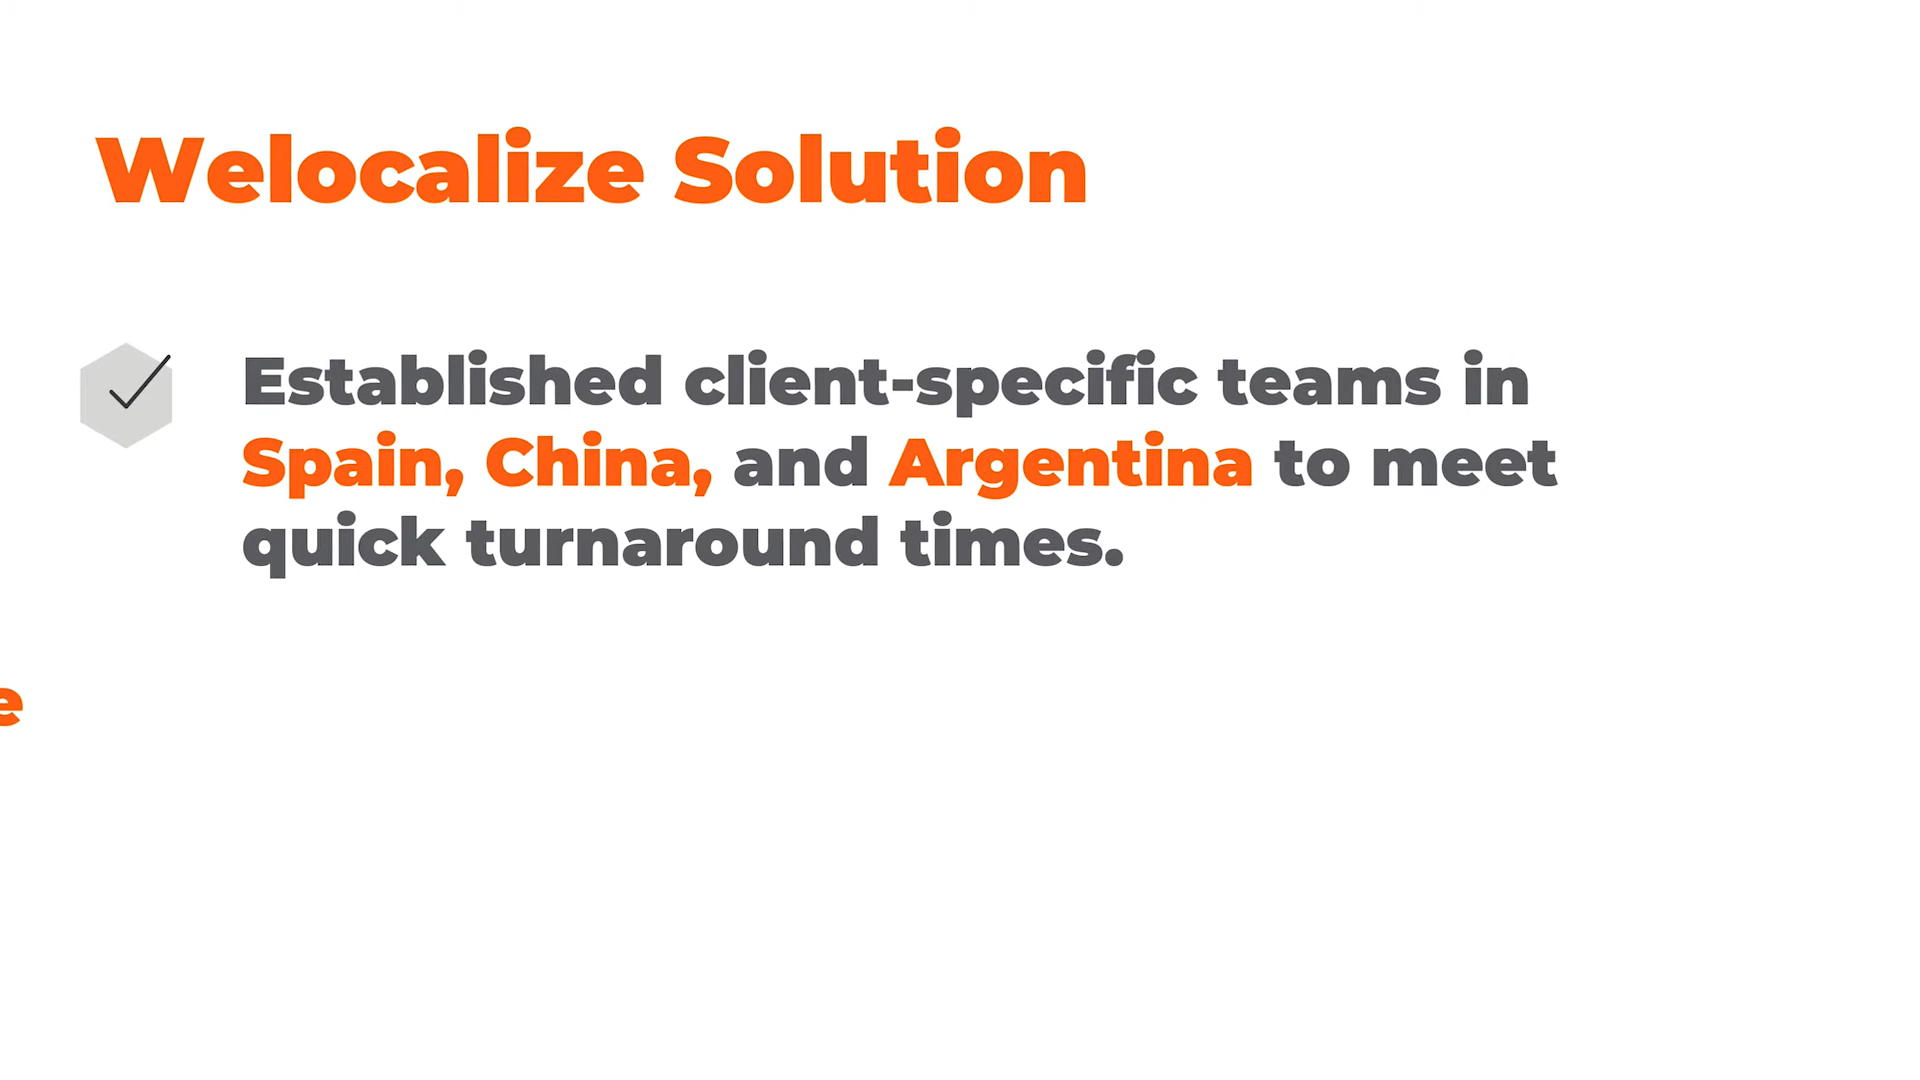 Welocalize Solution
Established client-specific teams in
Spain, China, and Argentina to meet
quick turnaround times.
e